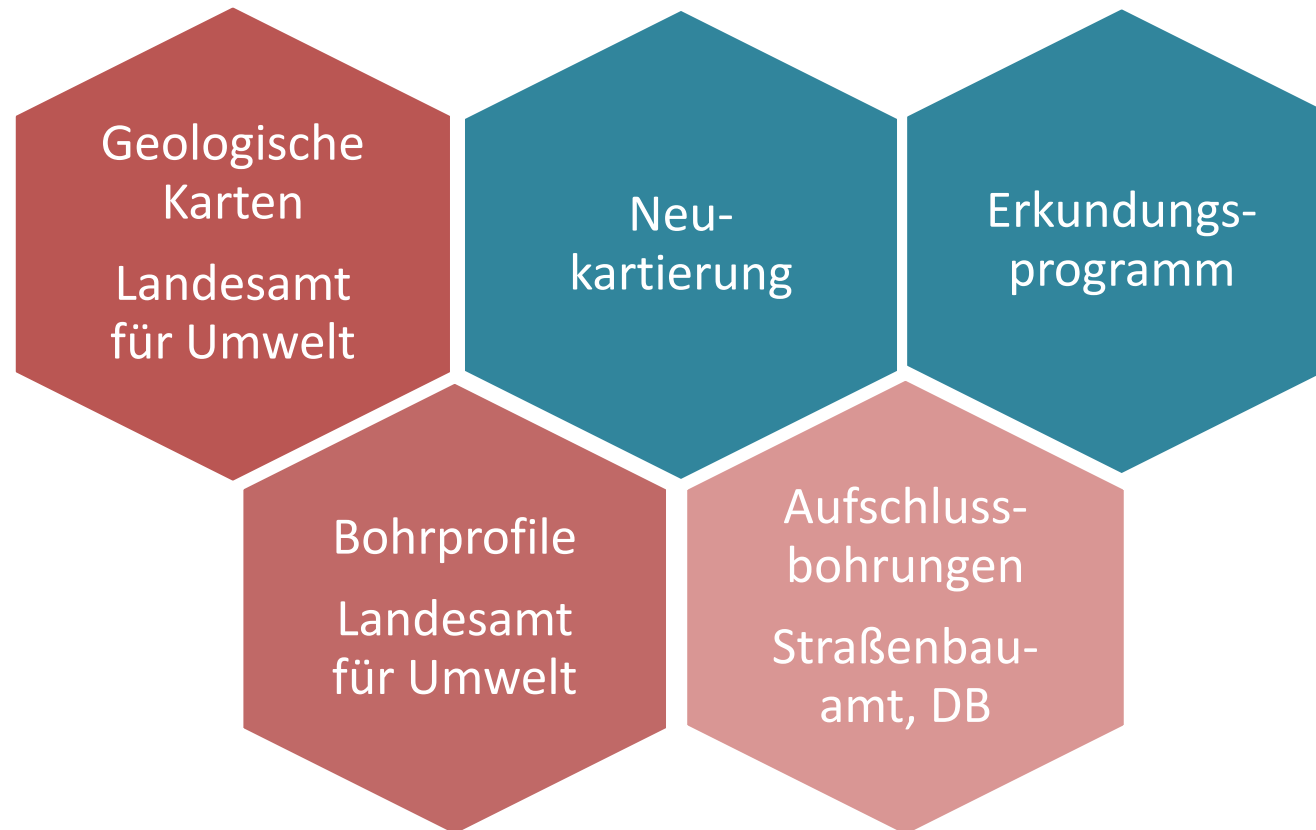 Geologische
Karten
Landesamt
für Umwelt
Neu-
kartierung
Erkundungs-
programm
Bohrprofile
Landesamt
für Umwelt
Aufschluss-
bohrungen
Straßenbau-
amt, DB